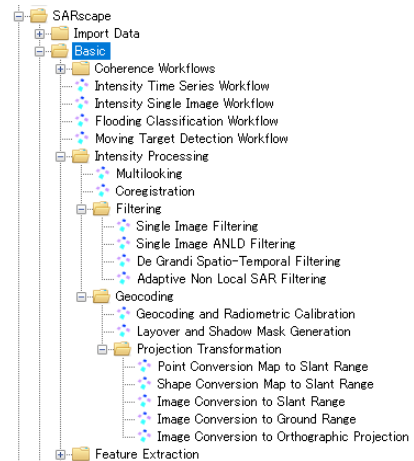 SARscape
Import Data
Basic
Coherence Workflows
Intensity Time Series Workflow
Intensity Single Image Workflow
Flooding Classification Workflow
Moving Target Detection Workflow
Intensity Processing
Multilooking
Coregistration
Filtering
Single Image Filtering
Single Image ANLD Filtering
De Grandi Spatio-Temporal Filtering
Adaptive Non Local SAR Filtering
Geocoding
Geocoding and Radiometric Calibration
Layover and Shadow Mask Generation
Projection Transformation
Point Conversion Map to Slant Range
Shape Conversion Map to Slant Range
Image Conversion to Slant Range
Image Conversion to Ground Range
Image Conversion to Orthographic Projection
Feature Extraction